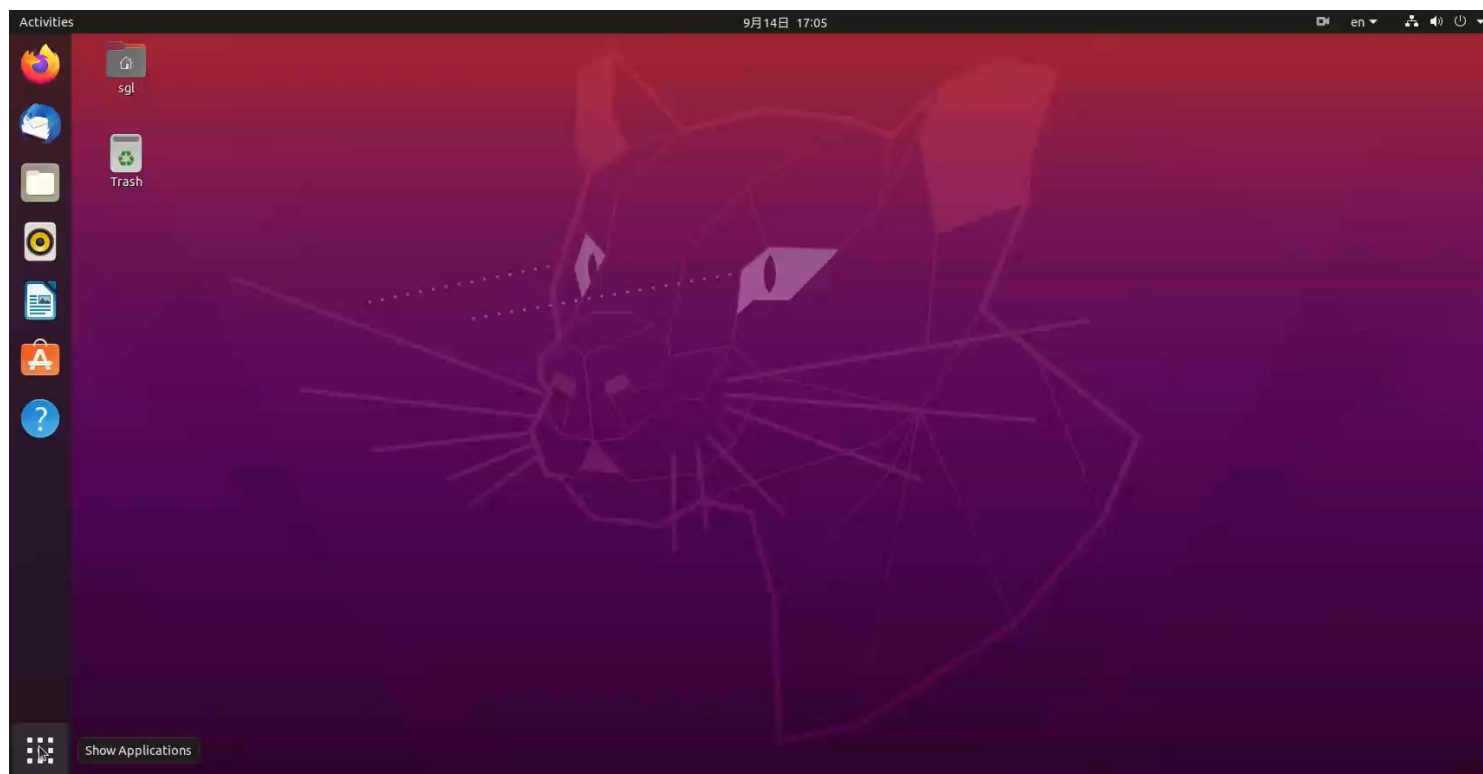 Activities
9月14日 17:05
en
sgl
Trash
Show Applications